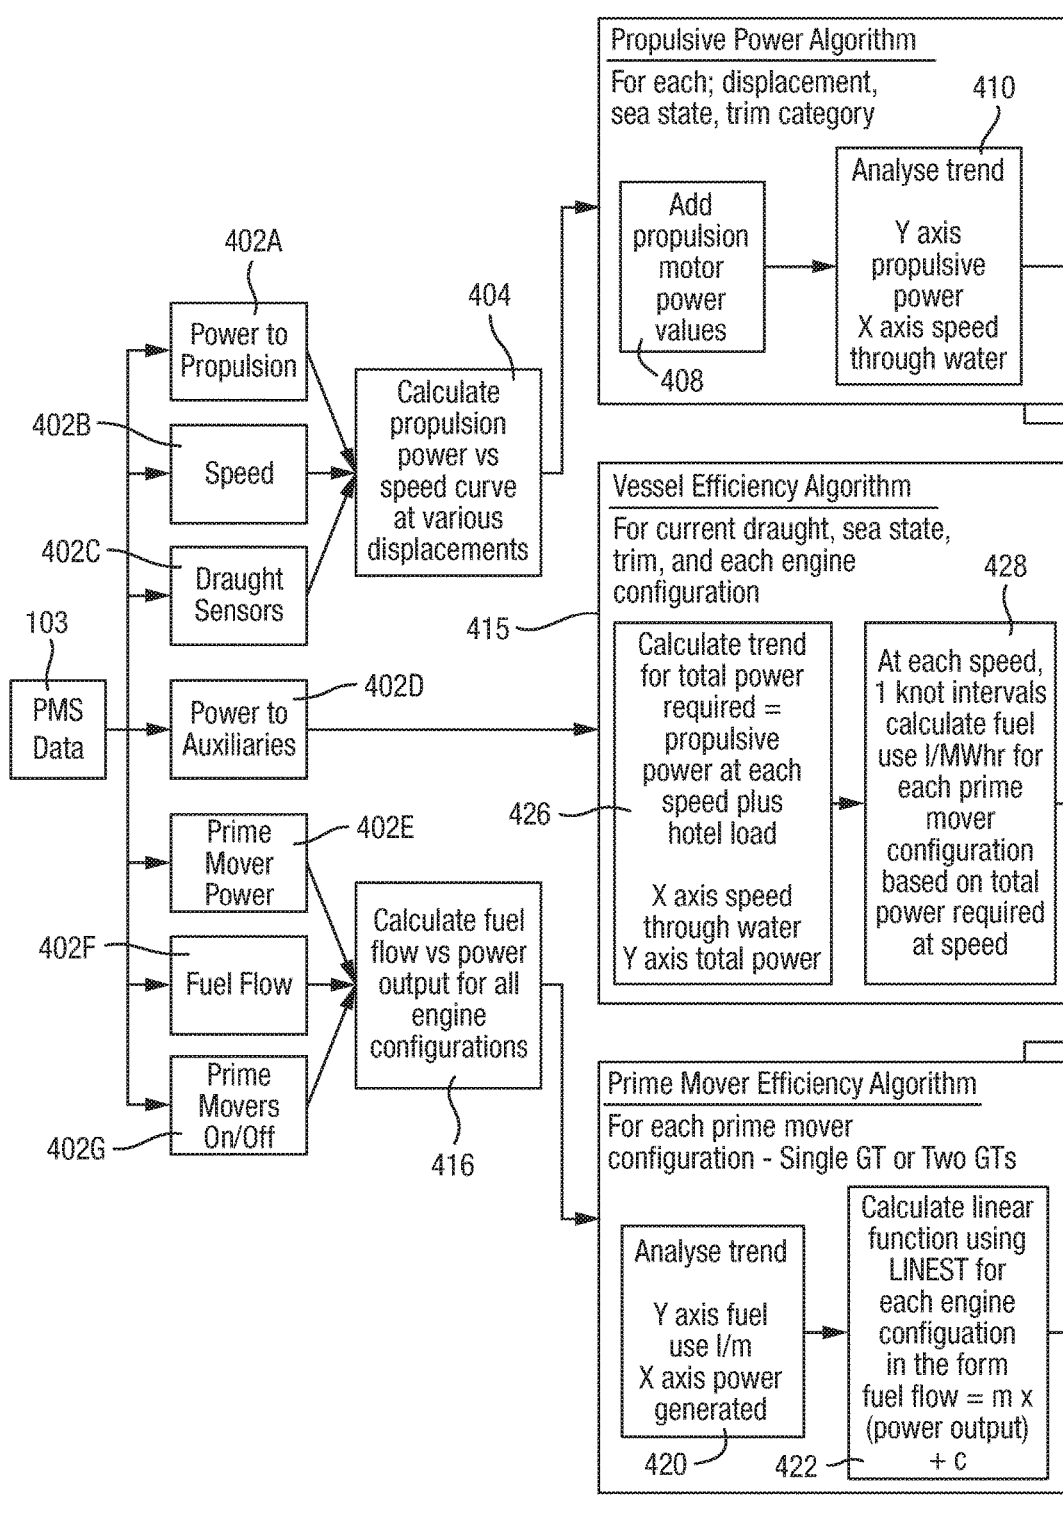 Propulsive Power Algorithm
For each; displacement,
sea state, trim category
410
Add
propulsion
motor
power
values
408
Analyse trend
Y axis
propulsive
power
X axis speed
through water
402A
Power to
Propulsion
402B
Speed
402C
Draught
Sensors
404
Calculate
propulsion
power vs
speed curve
at various
displacements
103
PMS
Data
402D
Power to
Auxiliaries
Vessel Efficiency Algorithm
For current draught, sea state,
trim, and each engine
configuration
415
428
Calculate trend
for total power
required =
propulsive
power at each
speed plus
hotel load
X axis speed
through water
Y axis total power
426
At each speed,
1 knot intervals
calculate fuel
use l/MWhr for
each prime
mover
configuration
based on total
power required
at speed
402E
Prime
Mover
Power
402F
Fuel Flow
402G
Prime
Movers
On/Off
Calculate fuel
flow vs power
output for all
engine
configurations
416
Prime Mover Efficiency Algorithm
For each prime mover
configuration - Single GT or Two GTs
Analyse trend
Y axis fuel
use l/m
X axis power
generated
420
Calculate linear
function using
LINEST for
each engine
configuation
in the form
fuel flow = m x
(power output)
+ c
422